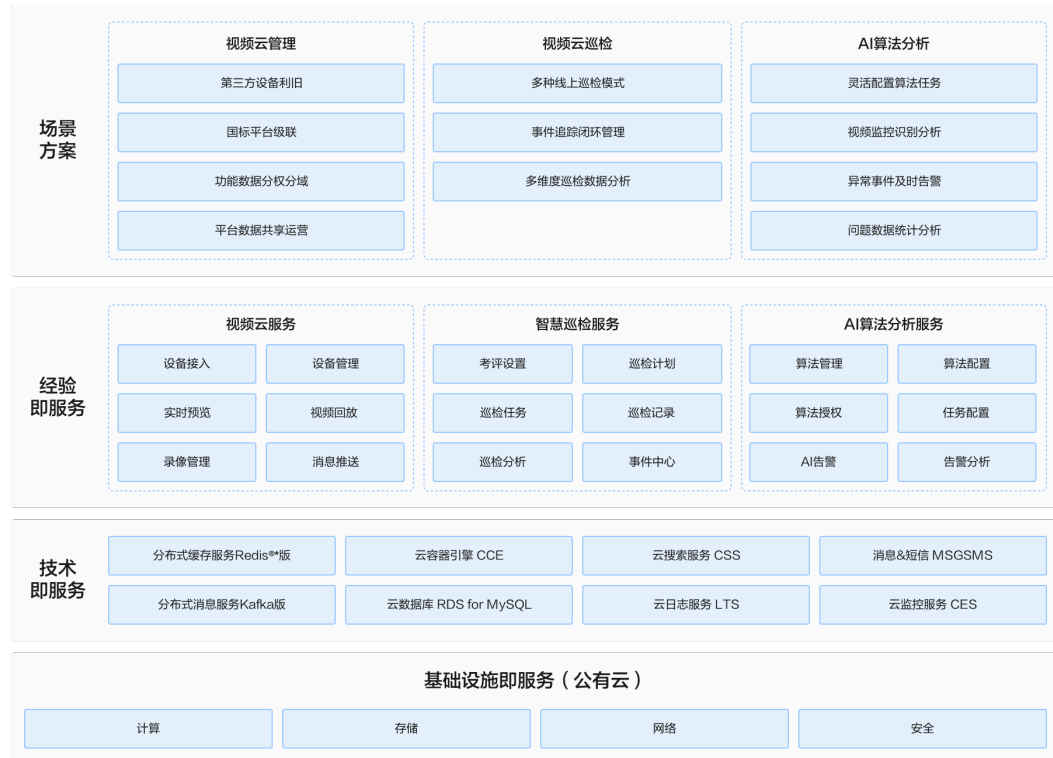 场景
方案
视频云管理
第三方设备利旧
国标平台级联
功能数据分权分域
平台数据共享运营
视频云巡检
多种线上巡检模式
事件追踪闭环管理
多维度巡检数据分析
AI算法分析
灵活配置算法任务
视频监控识别分析
异常事件及时告警
问题数据统计分析
经验
即服务
视频云服务
设备接入
设备管理
实时预览
视频回放
录像管理
消息推送
智慧巡检服务
考评设置
巡检计划
巡检任务
巡检记录
巡检分析
事件中心
AI算法分析服务
算法管理
算法配置
算法授权
任务配置
AI告警
告警分析
技术
即服务
分布式缓存服务Redis®*版
云容器引擎 CCE
云搜索服务 CSS
消息&短信 MSGSMS
分布式消息服务Kafka版
云数据库 RDS for MySQL
云日志服务 LTS
云监控服务 CES
基础设施即服务（公有云）
计算
存储
网络
安全